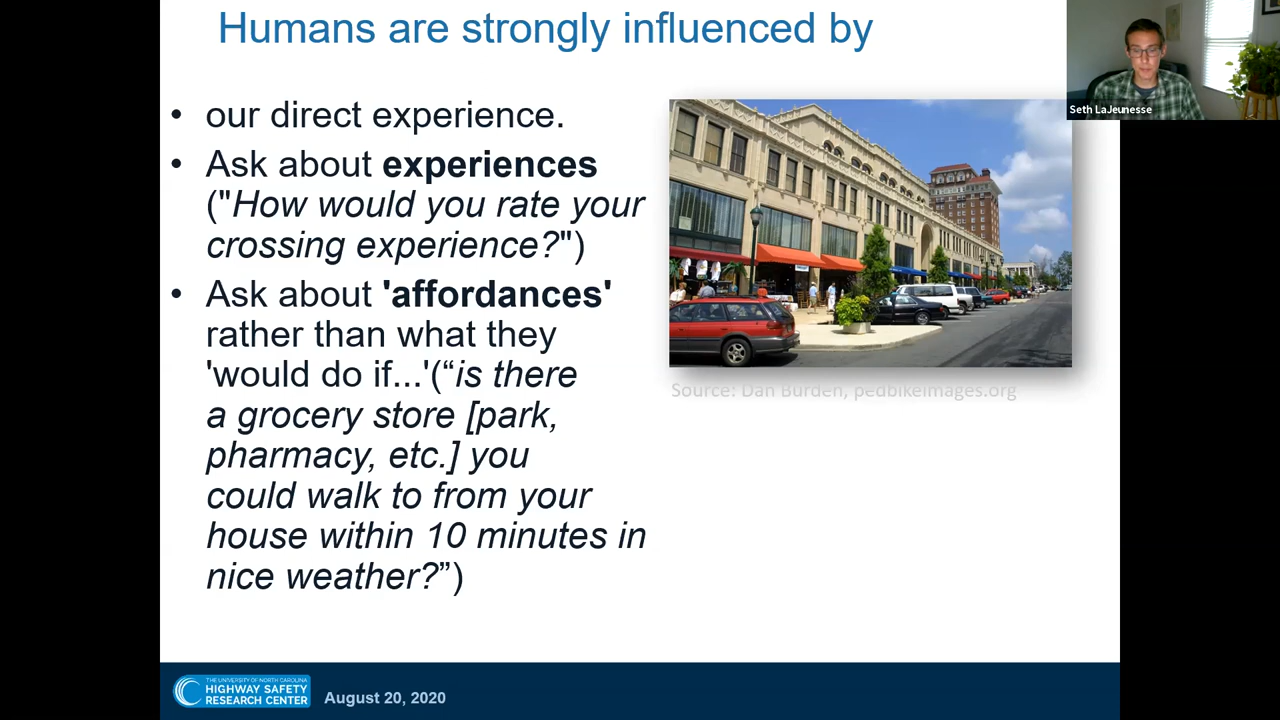 Humans are strongly influenced by
Seth LaJeunesse
• our direct experience.
• Ask about experiences
("How would you rate your
crossing experience?")
• Ask about 'affordances'
rather than what they
'would do if...'(“is there
a grocery store [park,
pharmacy, etc.] you
could walk to from your
house within 10 minutes in
nice weather?”)
Source: Dan Burden, pedbikeimages.org
THE UNIVERSITY OF NORTH CAROLINA
HIGHWAY SAFETY
RESEARCH CENTER
August 20, 2020